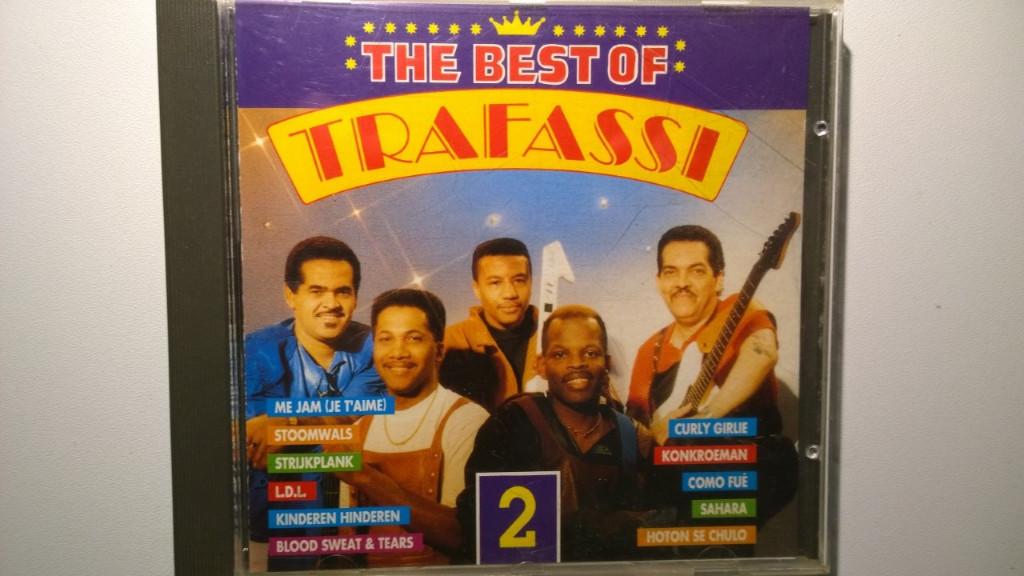 THE BEST OF
TRAFASSI
ME JAM (JE T'AIME)
STOOMWALS
STRIJKPLANK
L.D.L.
KINDEREN HINDEREN
BLOOD SWEAT & TEARS
2
CURLY GIRLIE
KONKROEMAN
COMO FUÉ
SAHARA
HOTON SE CHULO